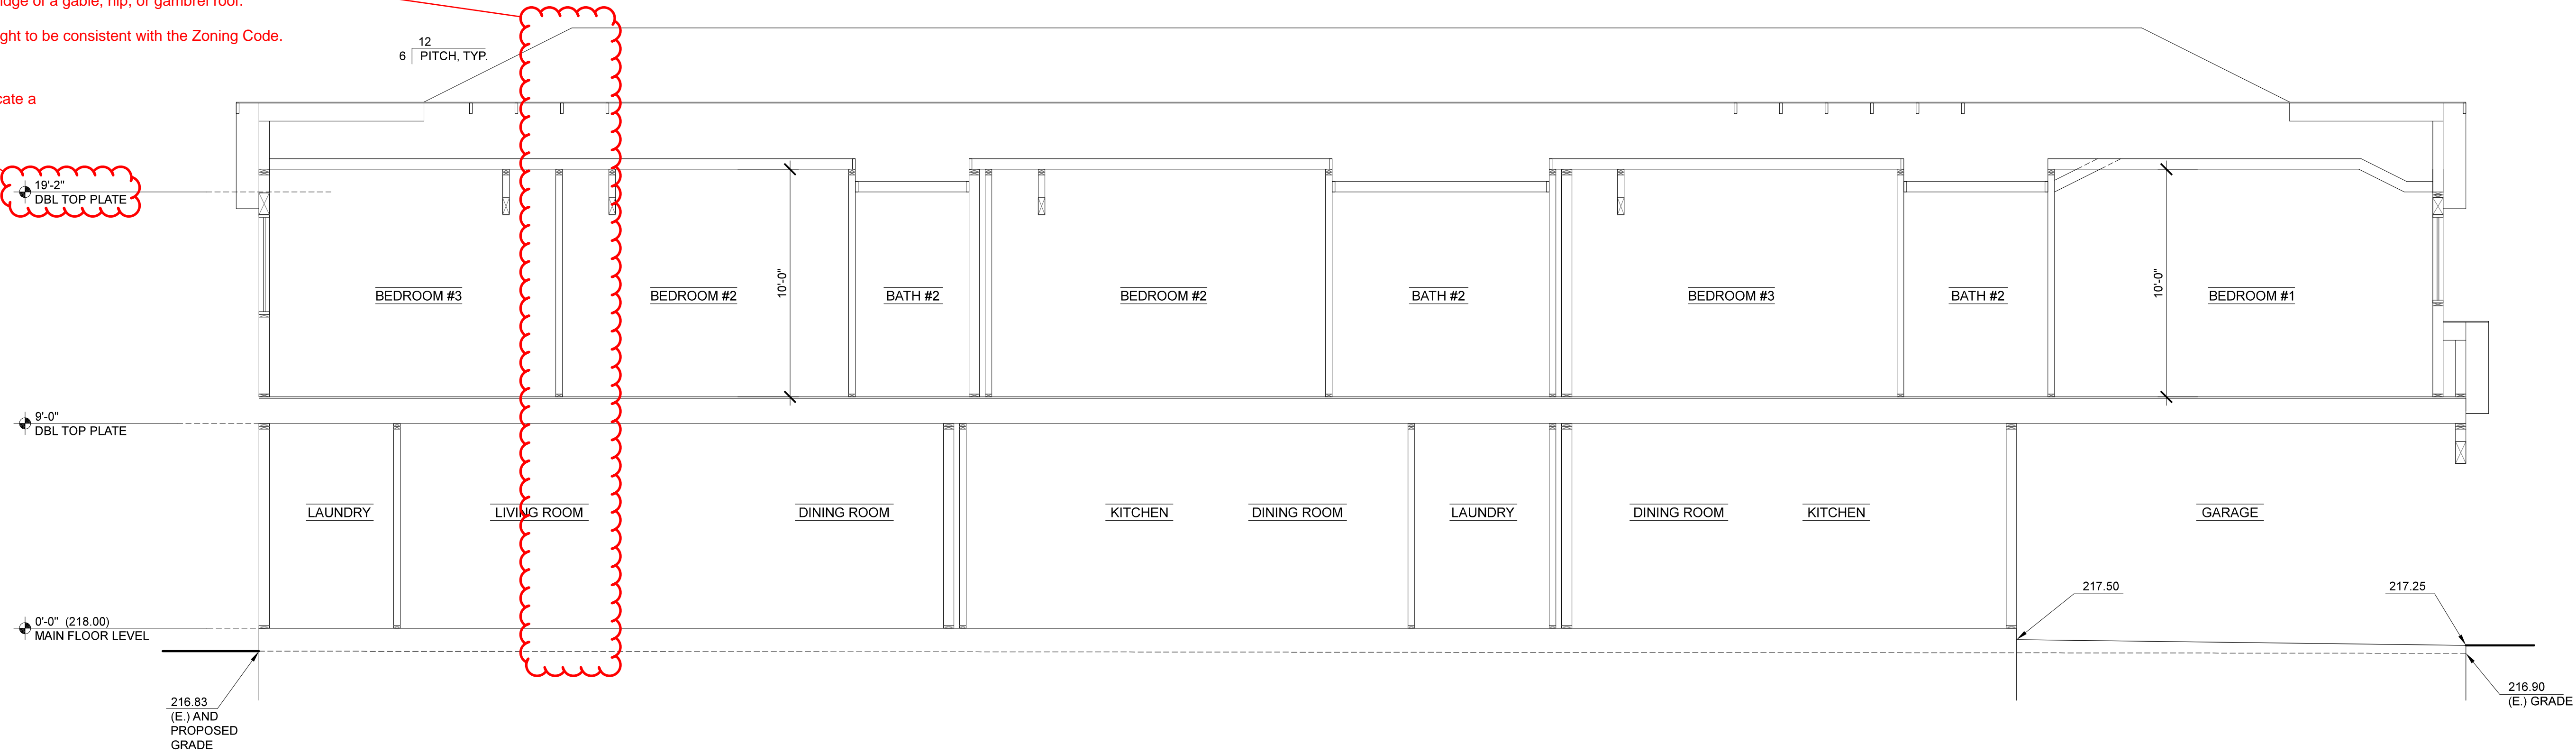 idge of a gable, hip, or gambrel roof.
ght to be consistent with the Zoning Code.
cate a
12
6 PITCH, TYP.
19'-2"
DBL TOP PLATE
BEDROOM #3
BEDROOM #2
10'-0"
BATH #2
BEDROOM #2
BATH #2
BEDROOM #3
BATH #2
10'-0"
BEDROOM #1
9'-0"
DBL TOP PLATE
LAUNDRY
LIVING ROOM
DINING ROOM
KITCHEN
DINING ROOM
LAUNDRY
DINING ROOM
KITCHEN
GARAGE
217.50
217.25
0'-0" (218.00)
MAIN FLOOR LEVEL
216.83
(E.) AND
PROPOSED
GRADE
216.90
(E.) GRADE